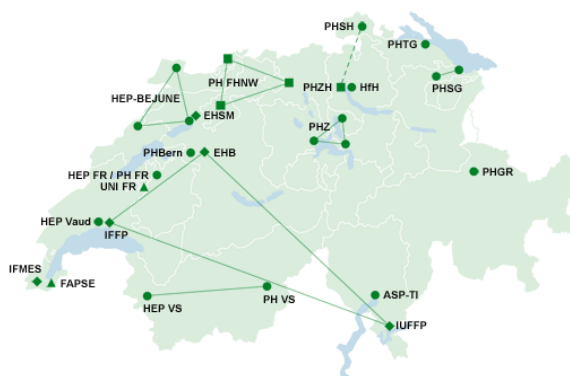 PHSH
PHTG
PH FHNW
PHZH
HfH
PHSG
HEP-BEJUNE
EHSM
PHZ
PHBern
EHB
HEP FR / PH FR
UNI FR
PHGR
HEP Vaud
IFFP
IFMES
FAPSE
HEP VS
PH VS
ASP-TI
IUFFP